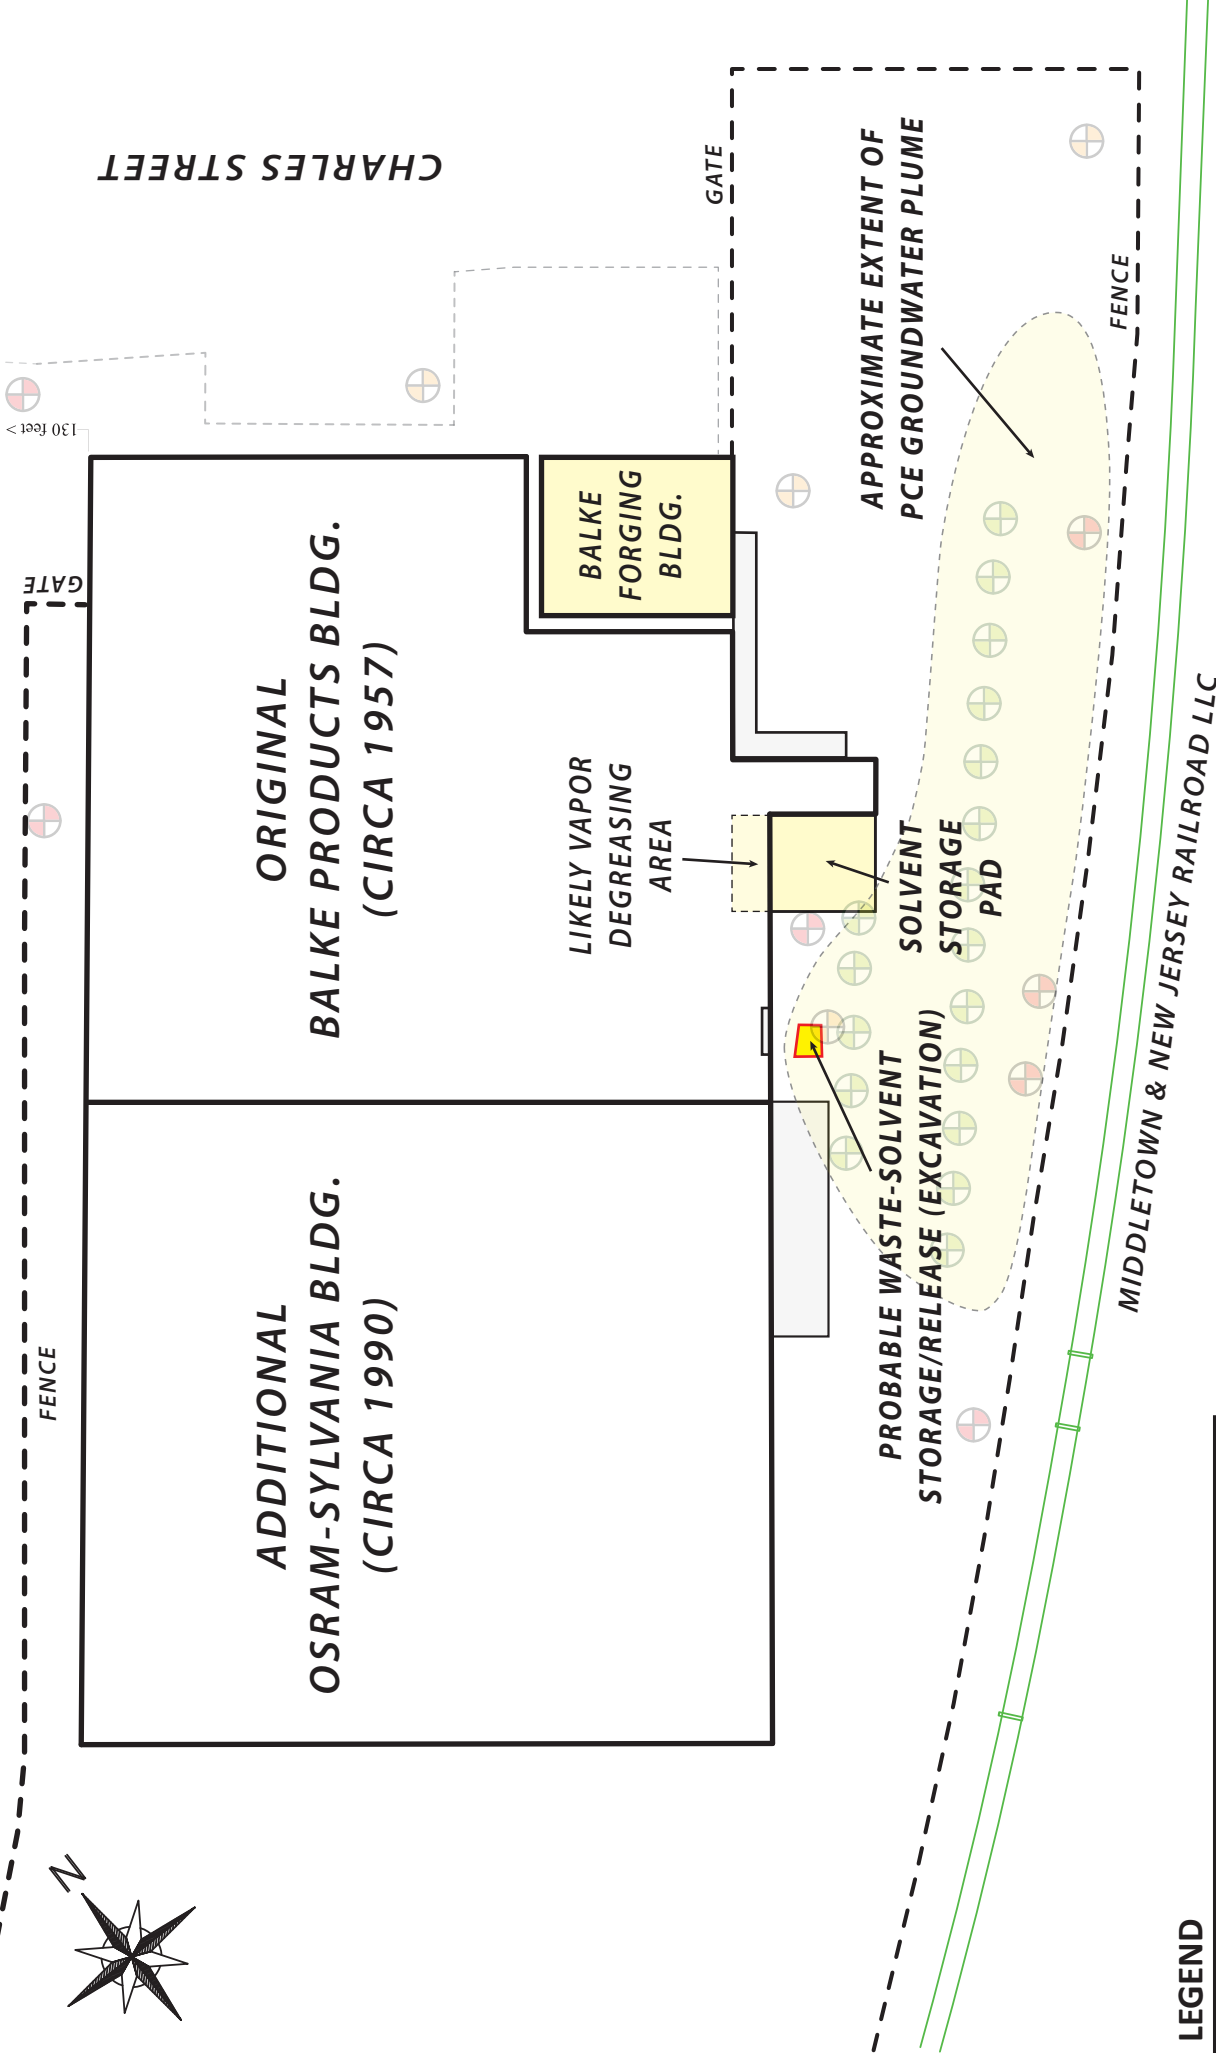 CHARLES STREET
GATE
APPROXIMATE EXTENT OF
PCE GROUNDWATER PLUME
FENCE
130 feet >
BALKE
FORGING
BLDG.
GATE
ORIGINAL
BALKE PRODUCTS BLDG.
(CIRCA 1957)
LIKELY VAPOR
DEGREASING
AREA
SOLVENT
STORAGE
PAD
MIDDLETOWN & NEW JERSEY RAILROAD LLC
PROBABLE WASTE-SOLVENT
STORAGE/RELEASE (EXCAVATION)
ADDITIONAL
OSRAM-SYLVANIA BLDG.
(CIRCA 1990)
FENCE
N
LEGEND